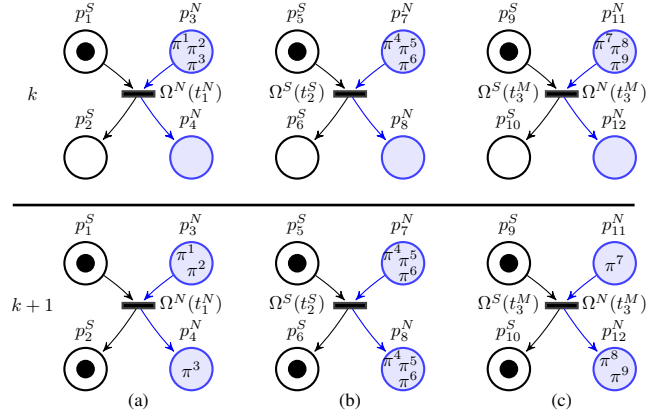 p_1^S p_3^N p_5^S p_7^N p_9^S p_11^N
π^1 π^2 π^4 π^5 π^7 π^8
π^3 π^6 π^9
k Ω^N(t_1^N) Ω^S(t_2^S) Ω^S(t_3^M) Ω^N(t_3^M)
p_2^S p_4^N p_6^S p_8^N p_10^S p_12^N
p_1^S p_3^N p_5^S p_7^N p_9^S p_11^N
π^1 π^2 π^4 π^5 π^6 π^7
k + 1 Ω^N(t_1^N) Ω^S(t_2^S) Ω^S(t_3^M) Ω^N(t_3^M)
p_2^S p_4^N p_6^S p_8^N p_10^S p_12^N
π^3 π^4 π^5 π^6 π^8 π^9
(a) (b) (c)